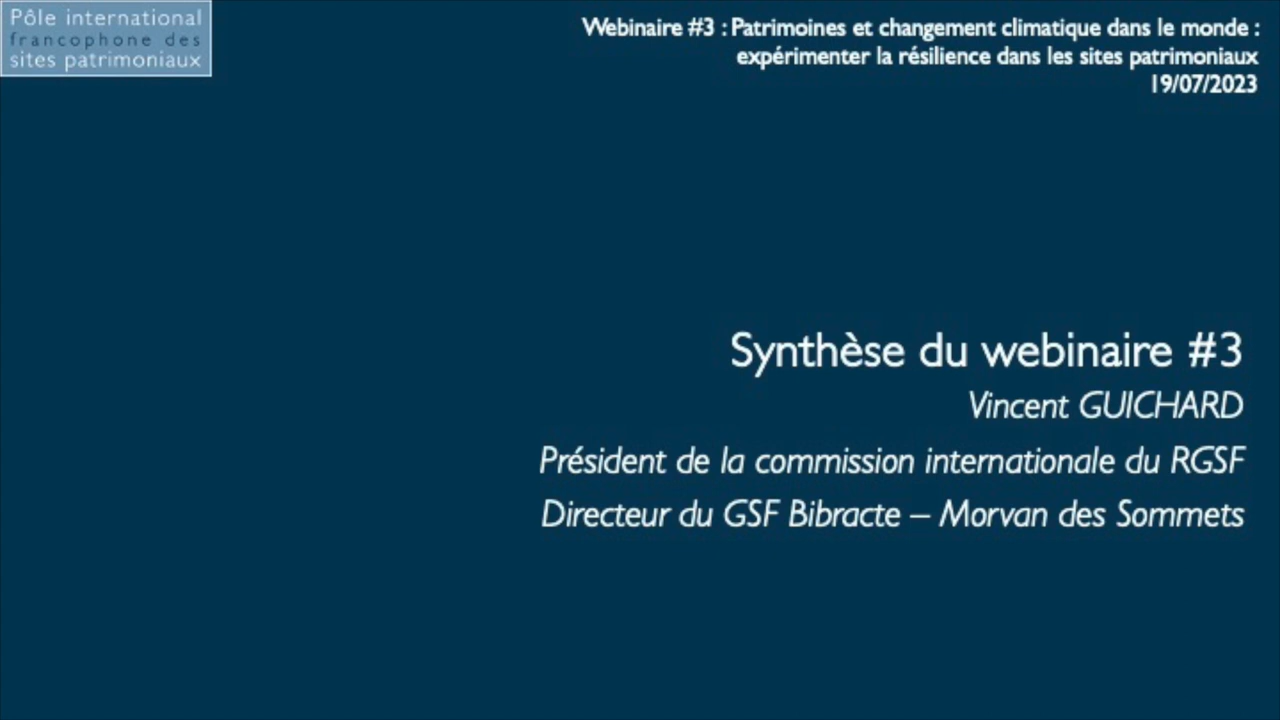 Pôle international
francophone des
sites patrimoniaux
Webinaire #3 : Patrimoines et changement climatique dans le monde :
expérimenter la résilience dans les sites patrimoniaux
19/07/2023
Synthèse du webinaire #3
Vincent GUICHARD
Président de la commission internationale du RGSF
Directeur du GSF Bibracte – Morvan des Sommets